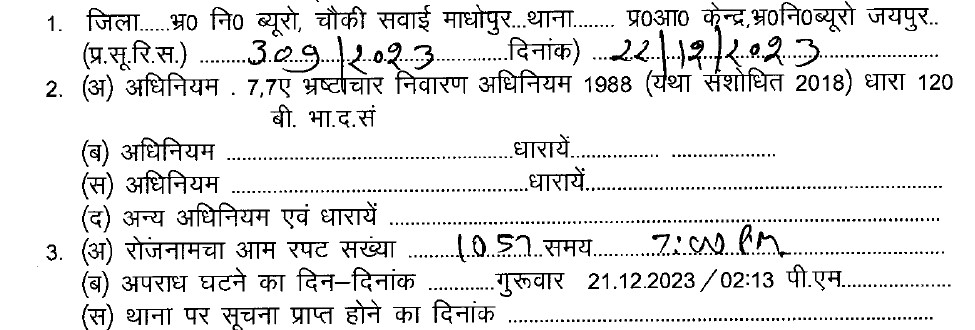 1. जिला......भ्र0 नि0 ब्यूरो, चौकी सवाई माधोपुर...थाना........ प्र0आ0 केन्द्र,भ्र0नि0ब्यूरो जयपुर..
(प्र.सू.रि.स.) .......309/2023............दिनांक) ..22/12/2023..................
2. (अ) अधिनियम . 7,7ए भ्रष्टाचार निवारण अधिनियम 1988 (यथा संशोधित 2018) धारा 120
बी. भा.द.सं
(ब) अधिनियम ..........................................धारायें............. ...............
(स) अधिनियम ............................................धारायें....................................................
(द) अन्य अधिनियम एवं धारायें ................................................................................
3. (अ) रोजनामचा आम रपट सख्या .......1057.समय........7:00 PM......................
(ब) अपराध घटने का दिन–दिनांक ............गुरूवार 21.12.2023 / 02:13 पी.एम................
(स) थाना पर सूचना प्राप्त होने का दिनांक ................................................................